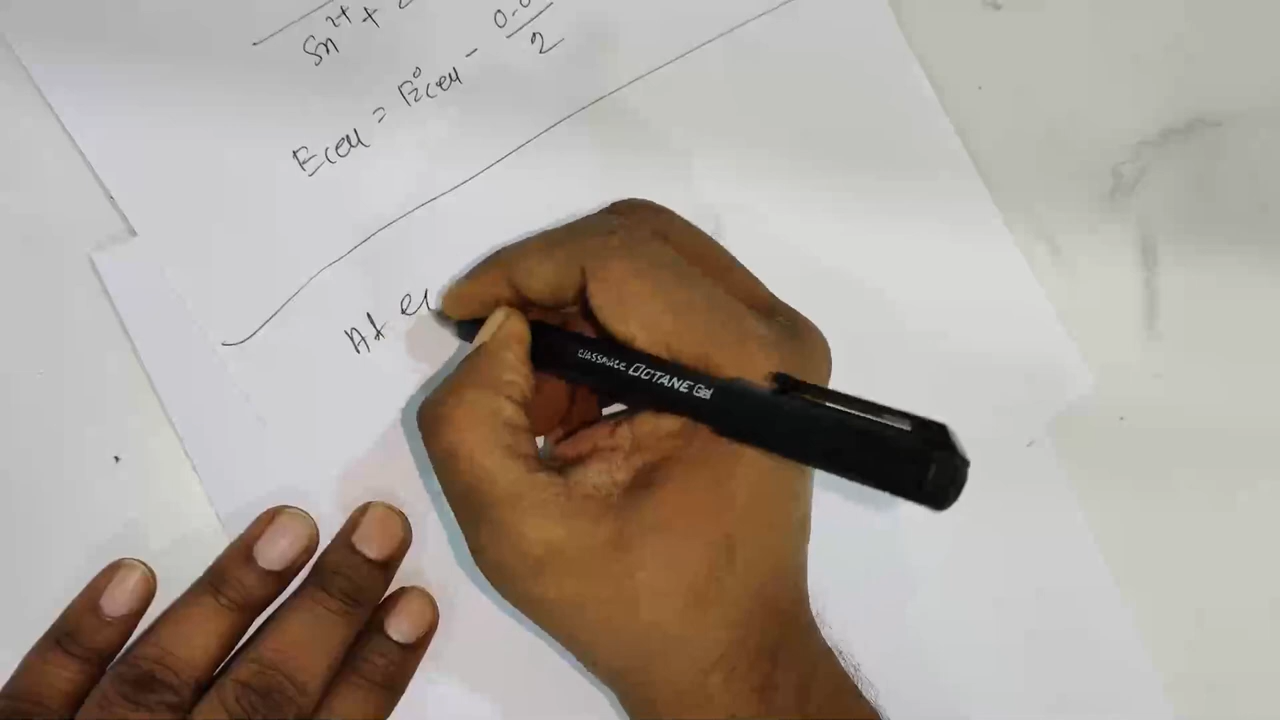 Sn²⁺ +
Ecell = E°cell - 0.0/2
At
classmate OCTANE Gel